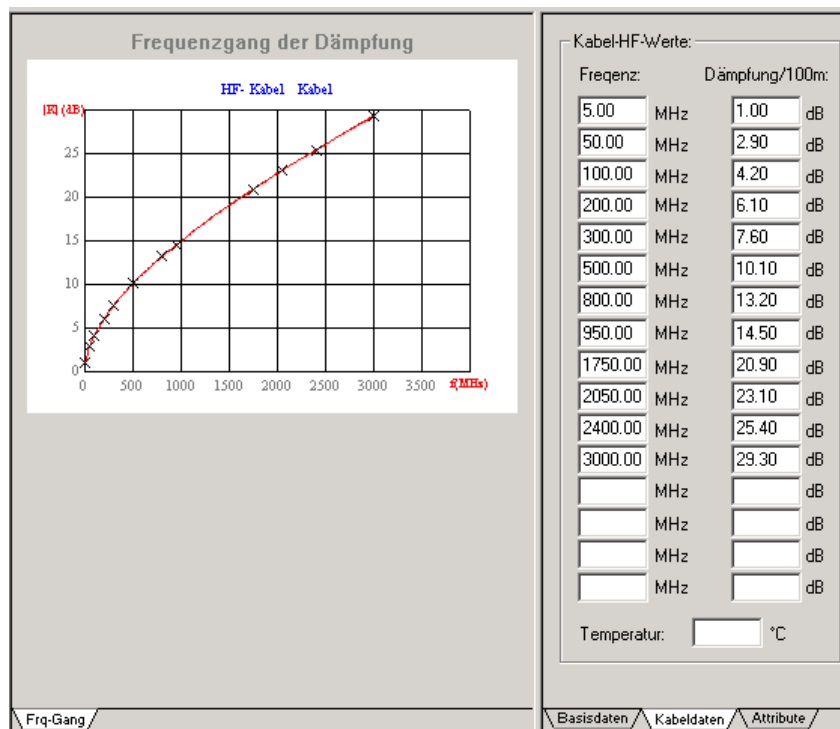 Frequenzgang der Dämpfung
HF- Kabel Kabel
|K| (dB)
25
20
15
10
5
0
0 500 1000 1500 2000 2500 3000 3500 f(MHs)
Frq-Gang
Kabel-HF-Werte:
Freqenz: Dämpfung/100m:
5.00 MHz 1.00 dB
50.00 MHz 2.90 dB
100.00 MHz 4.20 dB
200.00 MHz 6.10 dB
300.00 MHz 7.60 dB
500.00 MHz 10.10 dB
800.00 MHz 13.20 dB
950.00 MHz 14.50 dB
1750.00 MHz 20.90 dB
2050.00 MHz 23.10 dB
2400.00 MHz 25.40 dB
3000.00 MHz 29.30 dB
MHz dB
MHz dB
MHz dB
MHz dB
Temperatur: °C
Basisdaten Kabeldaten Attribute